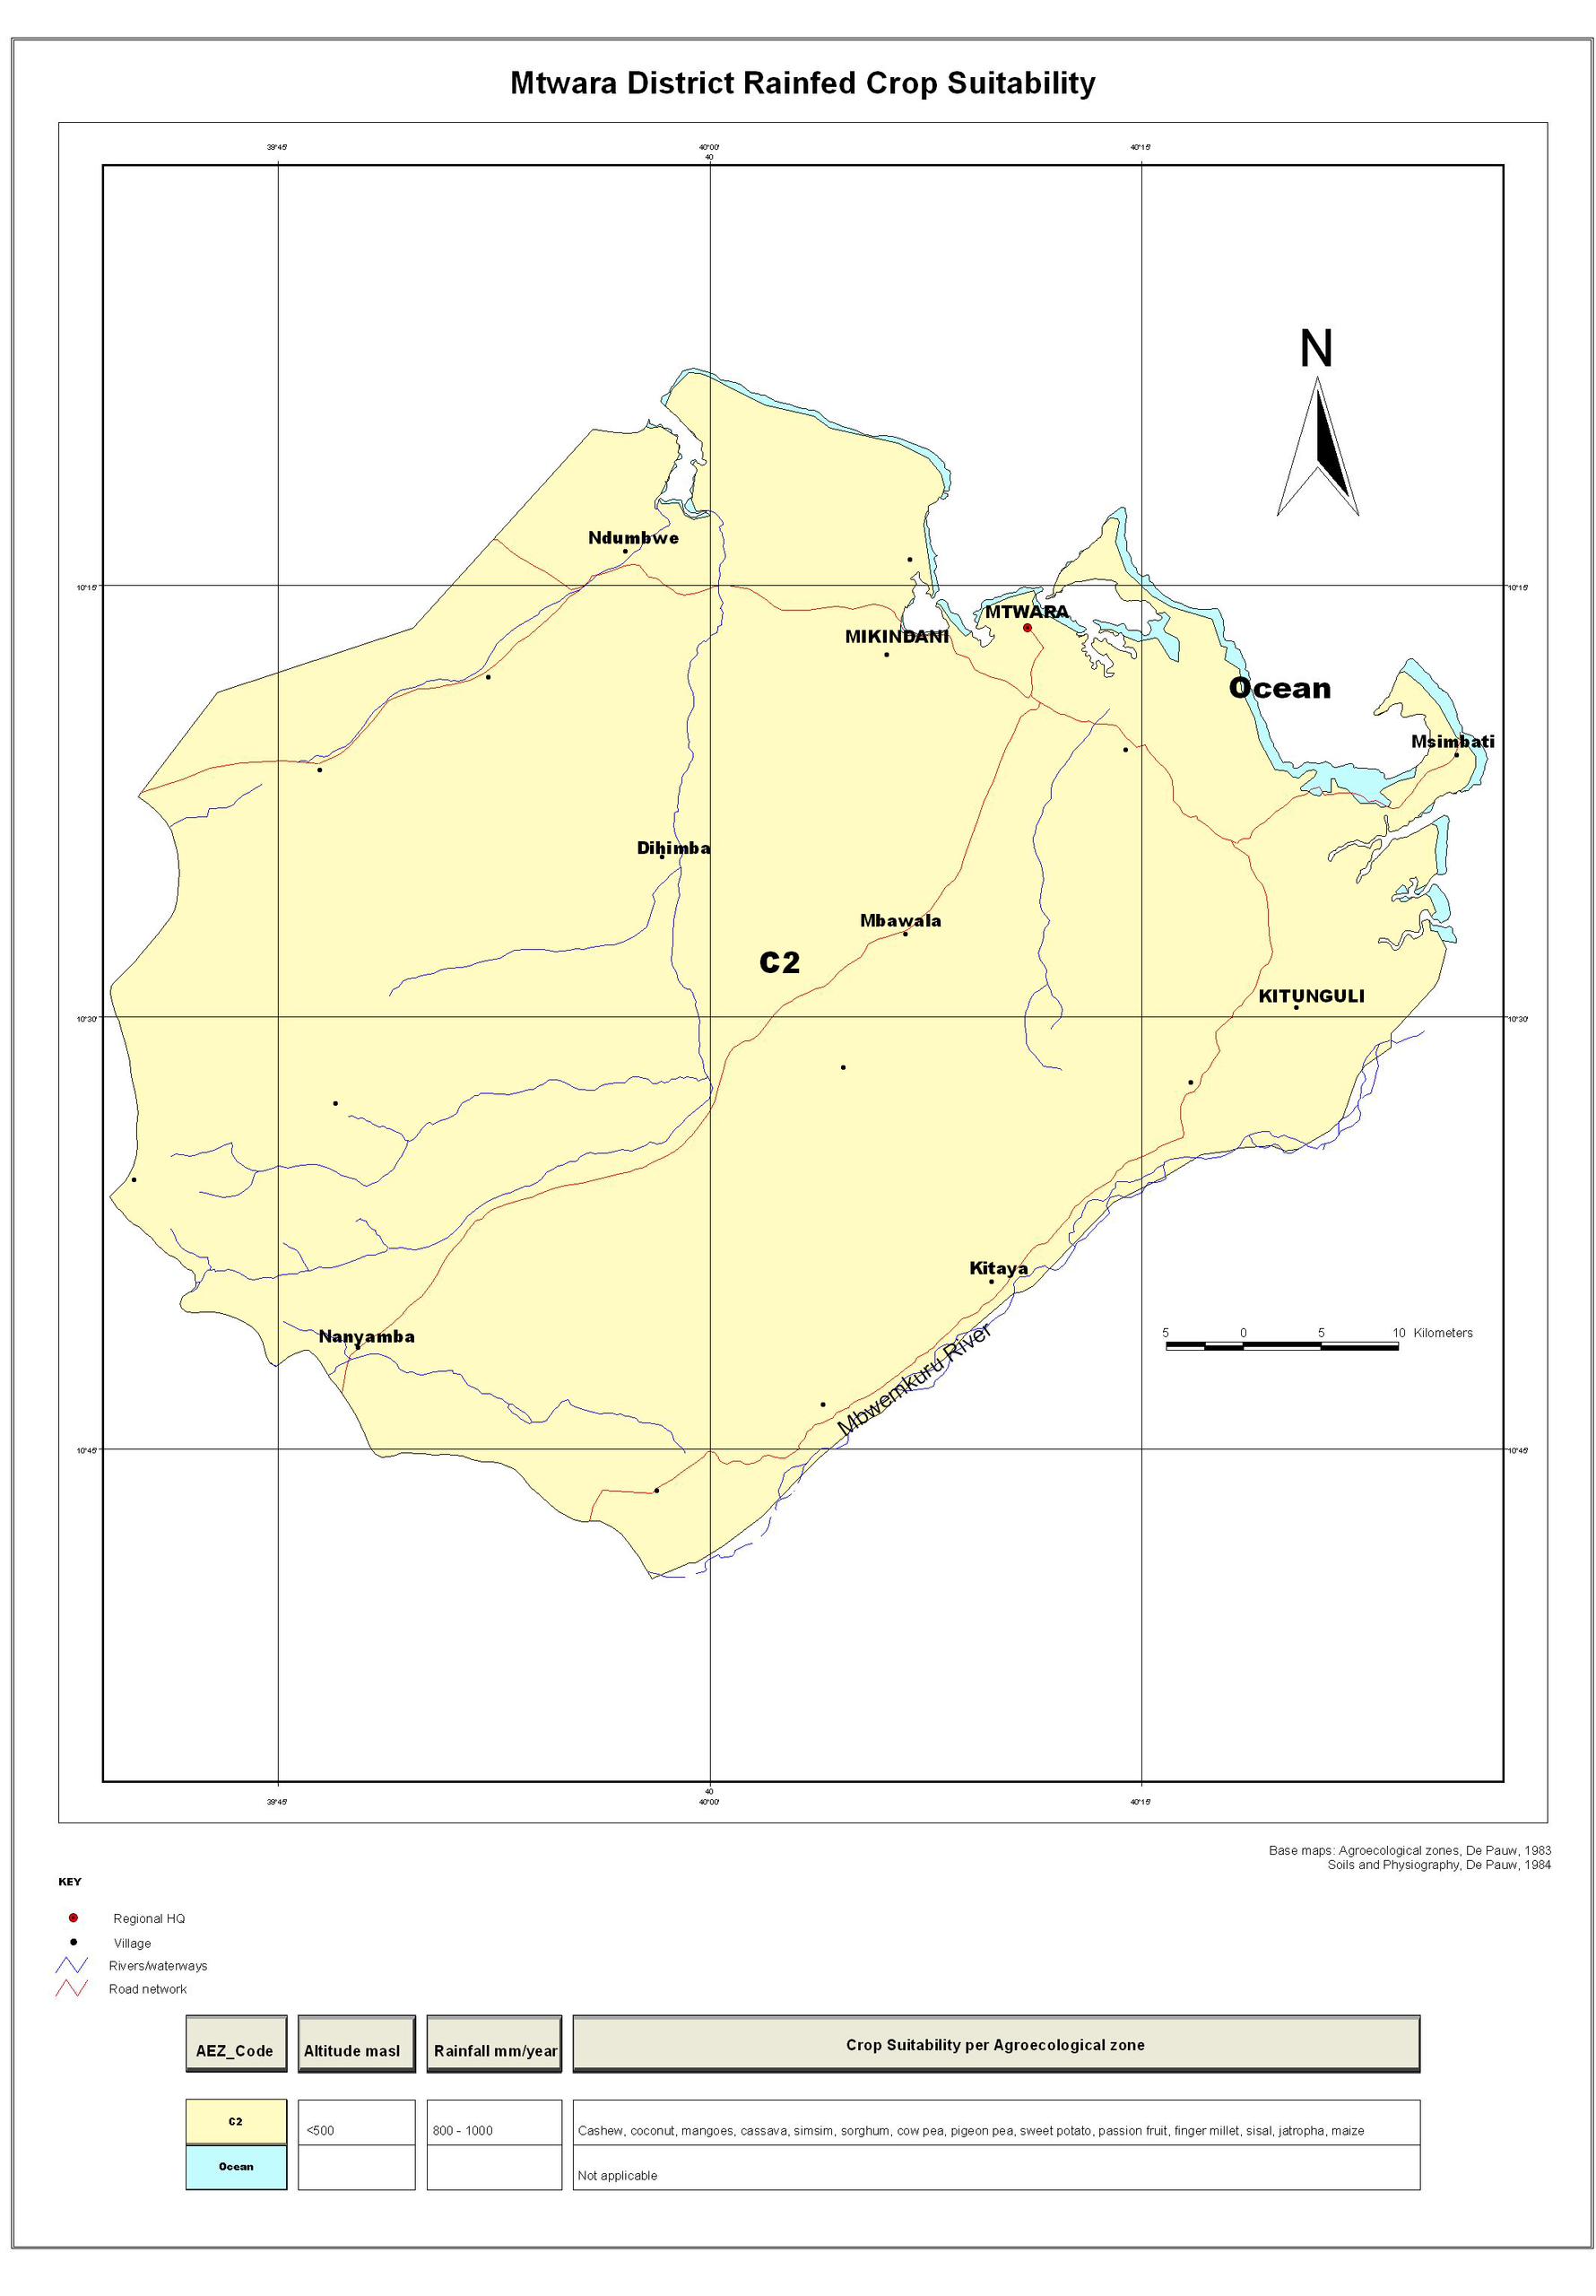 Mtwara District Rainfed Crop Suitability
39°45' 40°00' 40°15'
40
N
Ndumbwe
10°15' 10°15'
MTWARA
MIKINDANI
Ocean
Msimbati
Dihimba
Mbawala
C2
KITUNGULI
10°30' 10°30'
Kitaya
Nanyamba
5 0 5 10 Kilometers
Mbwemkuru River
10°45' 10°45'
40
39°45' 40°00' 40°15'
Base maps: Agroecological zones, De Pauw, 1983
Soils and Physiography, De Pauw, 1984
KEY
Regional HQ
Village
Rivers/waterways
Road network
AEZ_Code Altitude masl Rainfall mm/year Crop Suitability per Agroecological zone
C2 <500 800 - 1000 Cashew, coconut, mangoes, cassava, simsim, sorghum, cow pea, pigeon pea, sweet potato, passion fruit, finger millet, sisal, jatropha, maize
Ocean Not applicable